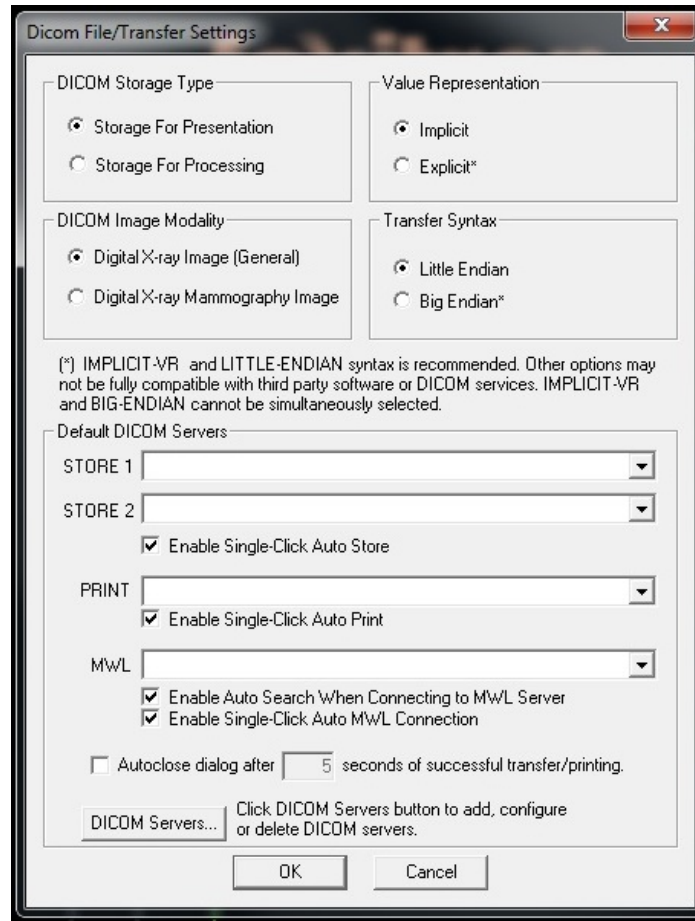 Dicom File/Transfer Settings
DICOM Storage Type
Storage For Presentation
Storage For Processing
Value Representation
Implicit
Explicit*
DICOM Image Modality
Digital X-ray Image (General)
Digital X-ray Mammography Image
Transfer Syntax
Little Endian
Big Endian*
(*) IMPLICIT-VR and LITTLE-ENDIAN syntax is recommended. Other options may
not be fully compatible with third party software or DICOM services. IMPLICIT-VR
and BIG-ENDIAN cannot be simultaneously selected.
Default DICOM Servers
STORE 1
STORE 2
Enable Single-Click Auto Store
PRINT
Enable Single-Click Auto Print
MWL
Enable Auto Search When Connecting to MWL Server
Enable Single-Click Auto MWL Connection
Autoclose dialog after 5 seconds of successful transfer/printing.
DICOM Servers...
Click DICOM Servers button to add, configure
or delete DICOM servers.
OK
Cancel